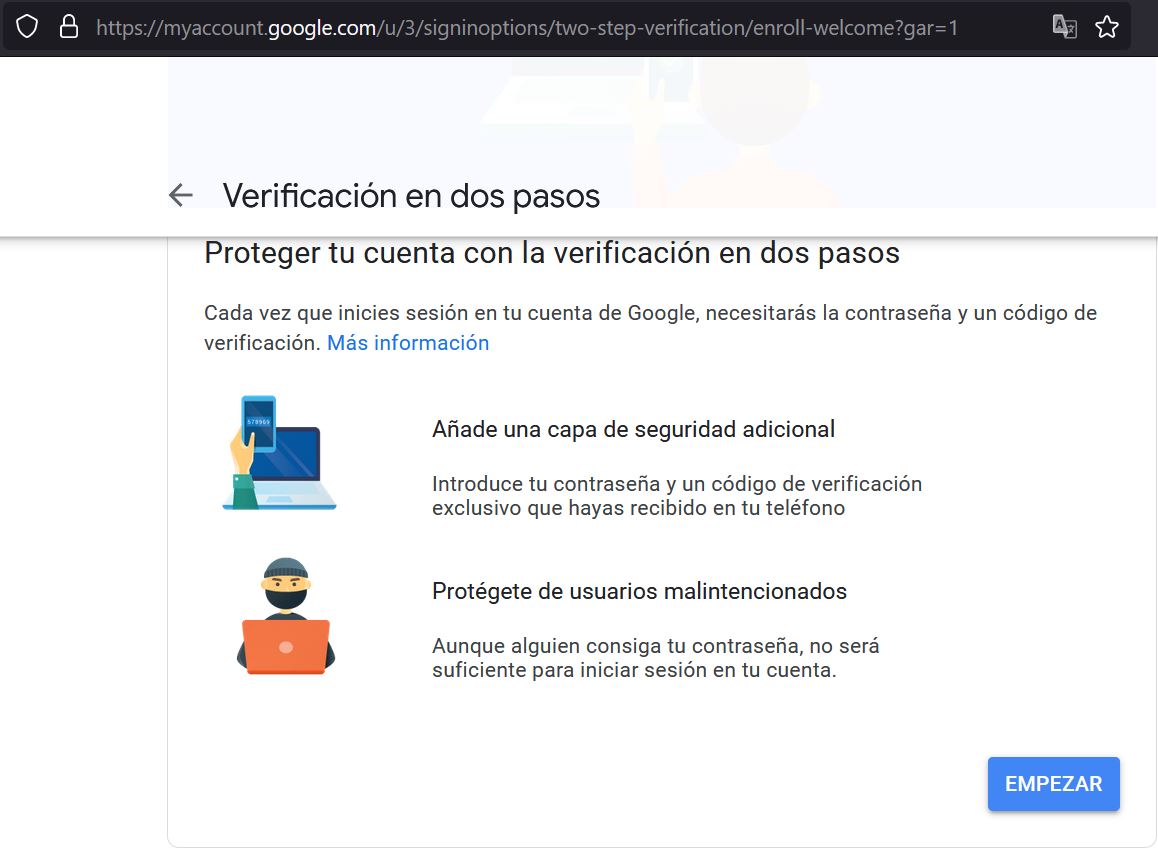 https://myaccount.google.com/u/3/signinoptions/two-step-verification/enroll-welcome?gar=1
Verificación en dos pasos
Proteger tu cuenta con la verificación en dos pasos
Cada vez que inicies sesión en tu cuenta de Google, necesitarás la contraseña y un código de
verificación. Más información
578969
Añade una capa de seguridad adicional
Introduce tu contraseña y un código de verificación
exclusivo que hayas recibido en tu teléfono
Protégete de usuarios malintencionados
Aunque alguien consiga tu contraseña, no será
suficiente para iniciar sesión en tu cuenta.
EMPEZAR